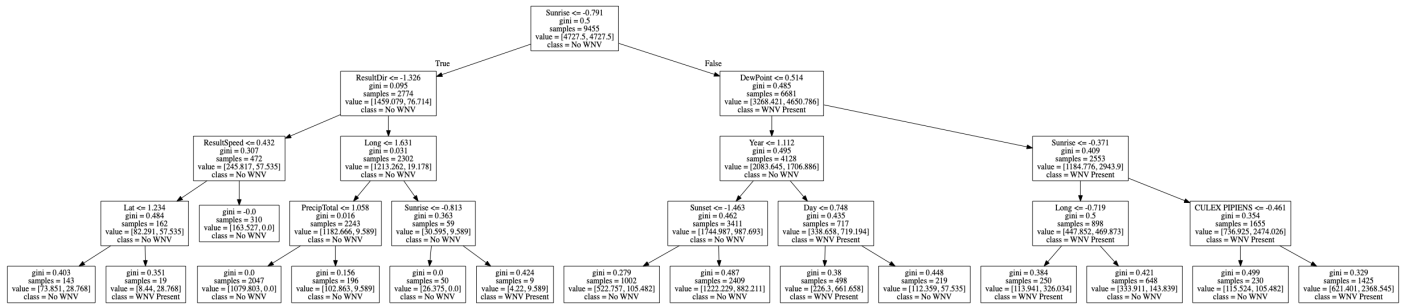 Sunrise <= -0.791
gini = 0.5
samples = 9455
value = [4727.5, 4727.5]
class = No WNV
True
False
ResultDir <= -1.326
gini = 0.095
samples = 2774
value = [1459.079, 76.714]
class = No WNV
DewPoint <= 0.514
gini = 0.485
samples = 6681
value = [3268.421, 4650.786]
class = WNV Present
ResultSpeed <= 0.432
gini = 0.307
samples = 472
value = [245.817, 57.535]
class = No WNV
Long <= 1.631
gini = 0.031
samples = 2302
value = [1213.262, 19.178]
class = No WNV
Year <= 1.112
gini = 0.495
samples = 4128
value = [2083.645, 1706.886]
class = No WNV
Sunrise <= -0.371
gini = 0.409
samples = 2553
value = [1184.776, 2943.9]
class = WNV Present
Lat <= 1.234
gini = 0.484
samples = 162
value = [82.291, 57.535]
class = No WNV
gini = -0.0
samples = 310
value = [163.527, 0.0]
class = No WNV
PrecipTotal <= 1.058
gini = 0.016
samples = 2243
value = [1182.666, 9.589]
class = No WNV
Sunrise <= -0.813
gini = 0.363
samples = 59
value = [30.595, 9.589]
class = No WNV
Sunset <= -1.463
gini = 0.462
samples = 3411
value = [1744.987, 987.693]
class = No WNV
Day <= 0.748
gini = 0.435
samples = 717
value = [338.658, 719.194]
class = WNV Present
Long <= -0.719
gini = 0.5
samples = 898
value = [447.852, 469.873]
class = WNV Present
CULEX PIPIENS <= -0.461
gini = 0.354
samples = 1655
value = [736.925, 2474.026]
class = WNV Present
gini = 0.403
samples = 143
value = [73.851, 28.768]
class = No WNV
gini = 0.351
samples = 19
value = [8.44, 28.768]
class = WNV Present
gini = 0.0
samples = 2047
value = [1079.803, 0.0]
class = No WNV
gini = 0.156
samples = 196
value = [102.863, 9.589]
class = No WNV
gini = 0.0
samples = 50
value = [26.375, 0.0]
class = No WNV
gini = 0.424
samples = 9
value = [4.22, 9.589]
class = WNV Present
gini = 0.279
samples = 1002
value = [522.757, 105.482]
class = No WNV
gini = 0.487
samples = 2409
value = [1222.229, 882.211]
class = No WNV
gini = 0.38
samples = 498
value = [226.3, 661.658]
class = WNV Present
gini = 0.448
samples = 219
value = [112.359, 57.535]
class = No WNV
gini = 0.384
samples = 250
value = [113.941, 326.034]
class = WNV Present
gini = 0.421
samples = 648
value = [333.911, 143.839]
class = No WNV
gini = 0.499
samples = 230
value = [115.524, 105.482]
class = No WNV
gini = 0.329
samples = 1425
value = [621.401, 2368.545]
class = WNV Present